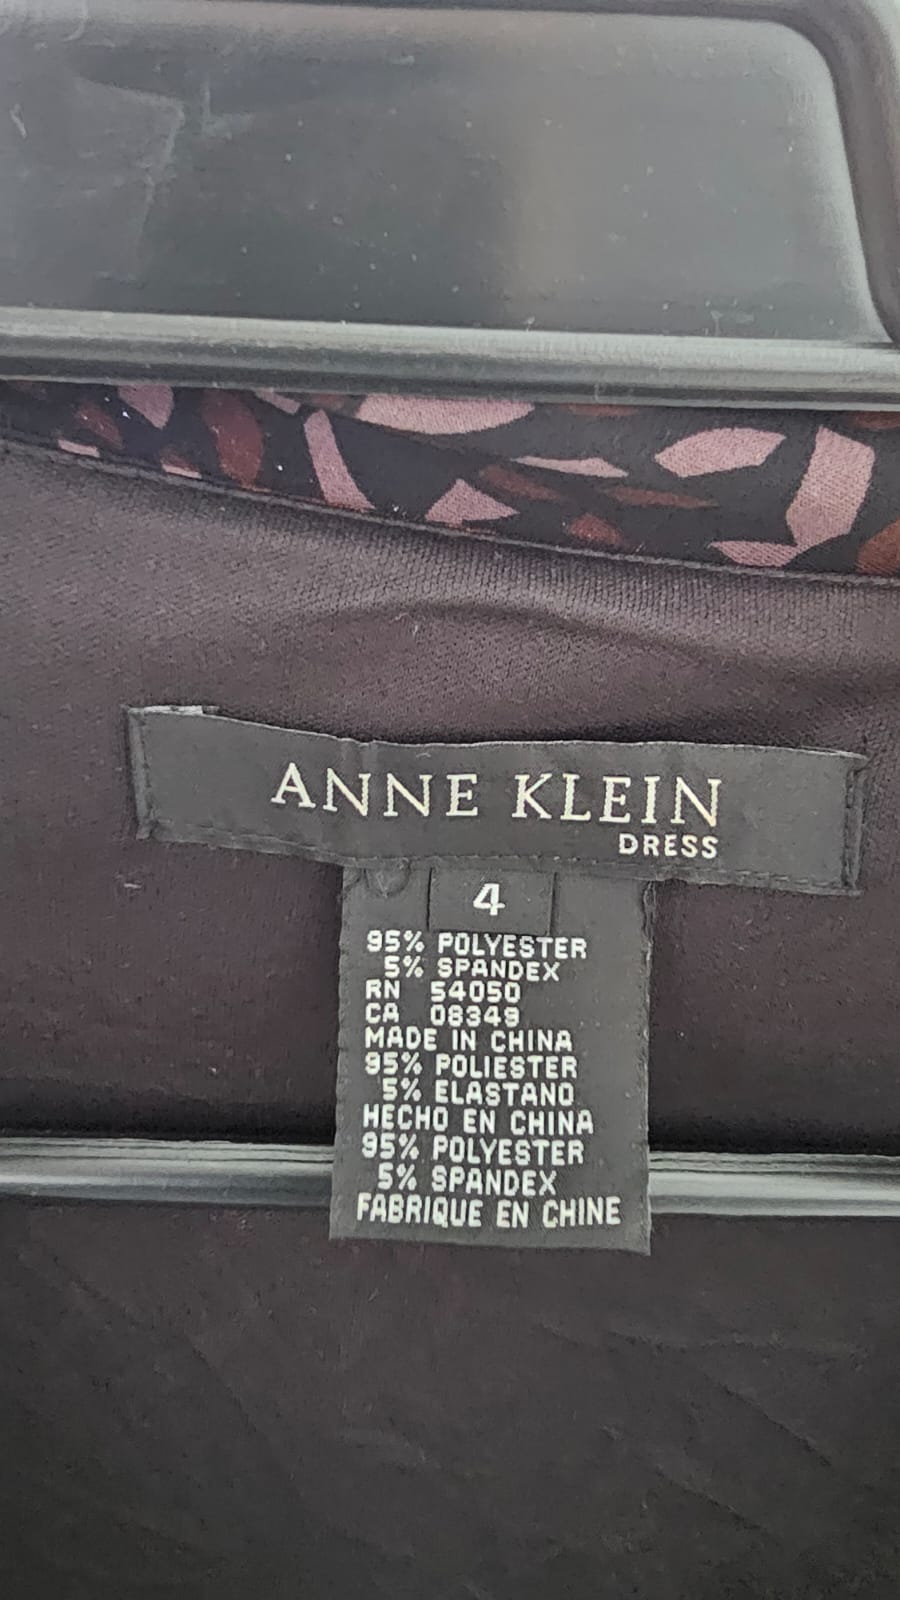 ANNE KLEIN
DRESS
4
95% POLYESTER
5% SPANDEX
RN 54050
CA 08349
MADE IN CHINA
95% POLIESTER
5% ELASTANO
HECHO EN CHINA
95% POLYESTER
5% SPANDEX
FABRIQUE EN CHINE